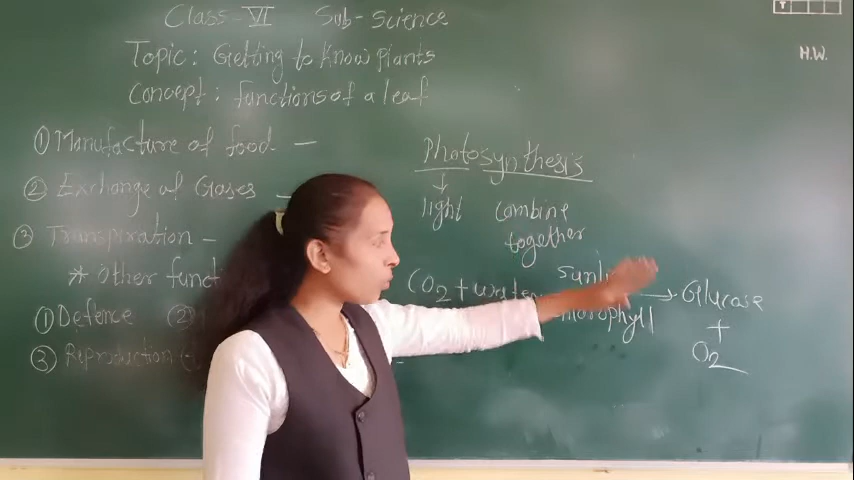 Class-VI Sub-Science
T
H.W.
Topic: Getting to Know plants
Concept: functions of a leaf
① Manufacture of food —
② Exchange of Gases —
③ Transpiration —
* other funct
① Defence ②
③ Reproduction
Photosynthesis
↓
light combine
together
CO2 + water sunli → Glucose
hlorophyll
+
O2